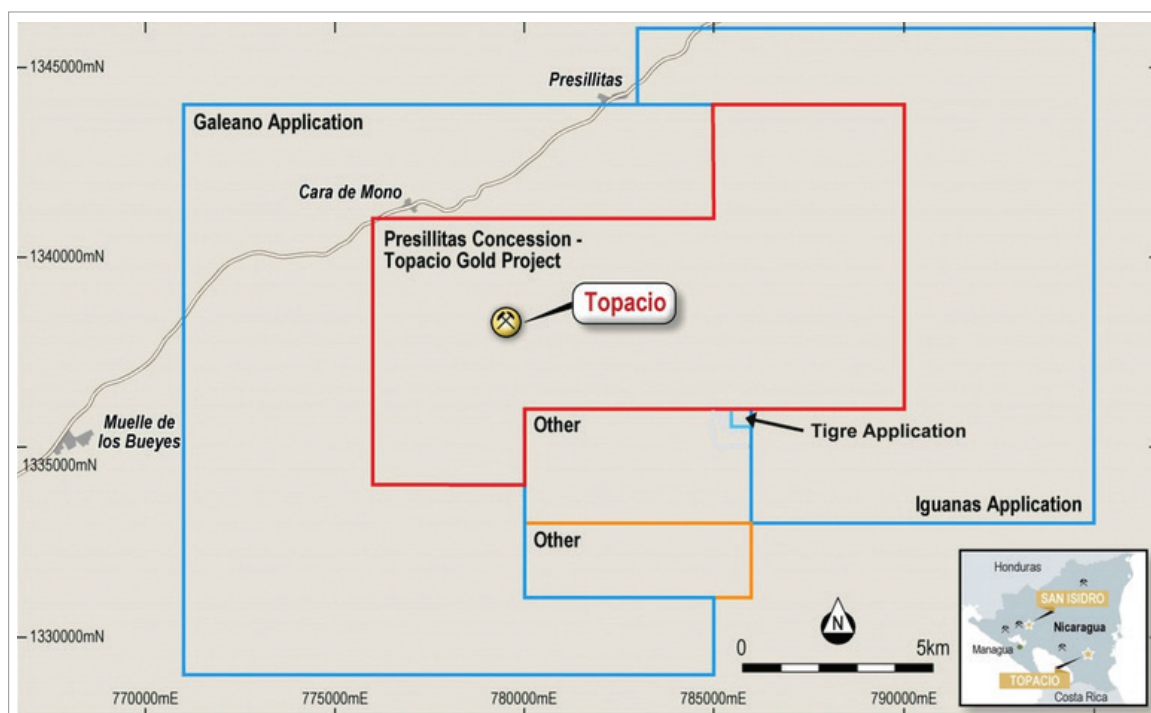 1345000mN
Presillitas
Galeano Application
Cara de Mono
Presillitas Concession -
Topacio Gold Project
1340000mN
Topacio
Muelle de
los Bueyes
Other
Tigre Application
1335000mN
Iguanas Application
Other
1330000mN
N
0
5km
770000mE
775000mE
780000mE
785000mE
790000mE
Honduras
SAN ISIDRO
Nicaragua
Managua
TOPACIO
Costa Rica